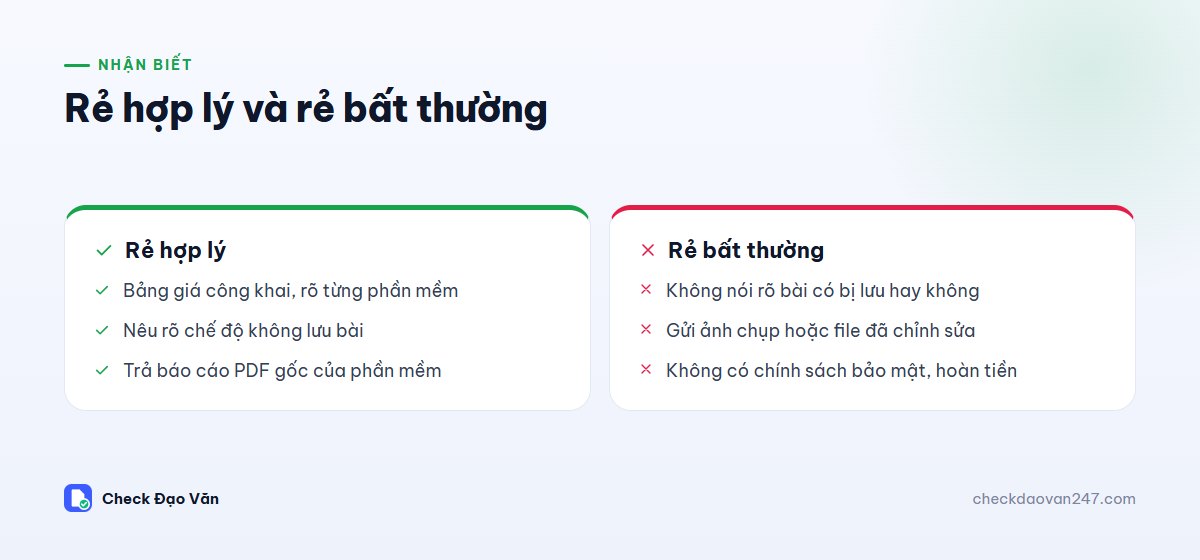 NHẬN BIẾT
Rẻ hợp lý và rẻ bất thường
Rẻ hợp lý
Bảng giá công khai, rõ từng phần mềm
Nêu rõ chế độ không lưu bài
Trả báo cáo PDF gốc của phần mềm
Rẻ bất thường
Không nói rõ bài có bị lưu hay không
Gửi ảnh chụp hoặc file đã chỉnh sửa
Không có chính sách bảo mật, hoàn tiền
Check Đạo Văn
checkdaovan247.com